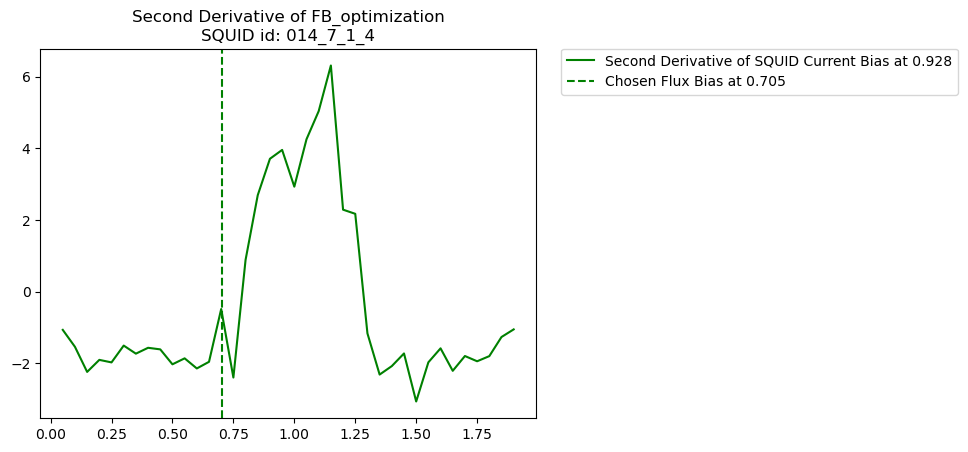 Second Derivative of FB_optimization
SQUID id: 014_7_1_4
Second Derivative of SQUID Current Bias at 0.928
Chosen Flux Bias at 0.705
6
4
2
0
−2
0.00 0.25 0.50 0.75 1.00 1.25 1.50 1.75